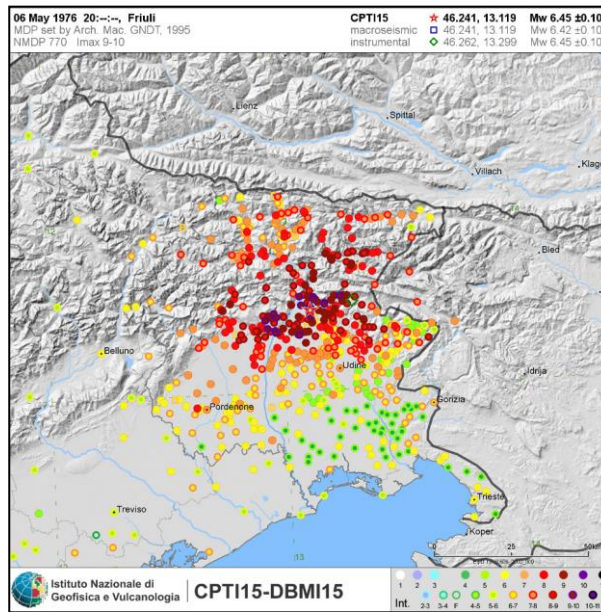 06 May 1976 20:--:--, Friuli
MDP set by Arch. Mac. GNDT, 1995
NMDP 770 Imax 9-10
CPTI15 46.241, 13.119 Mw 6.45 ±0.10
macroseismic 46.241, 13.119 Mw 6.42 ±0.10
instrumental 46.262, 13.299 Mw 6.45 ±0.10
Lienz
Spittal
Villach
Klag
Bled
Belluno
Idrija
Udine
Pordenone
Gorizia
Treviso
Trieste
Koper
13
0 25 50
Istituto Nazionale di
Geofisica e Vulcanologia
CPTI15-DBMI15
Int.
1 2 3 4 5 6 7 8 9 10
2-3 3-4 F 4-5 5-6 6-7 7-8 8-9 9-10